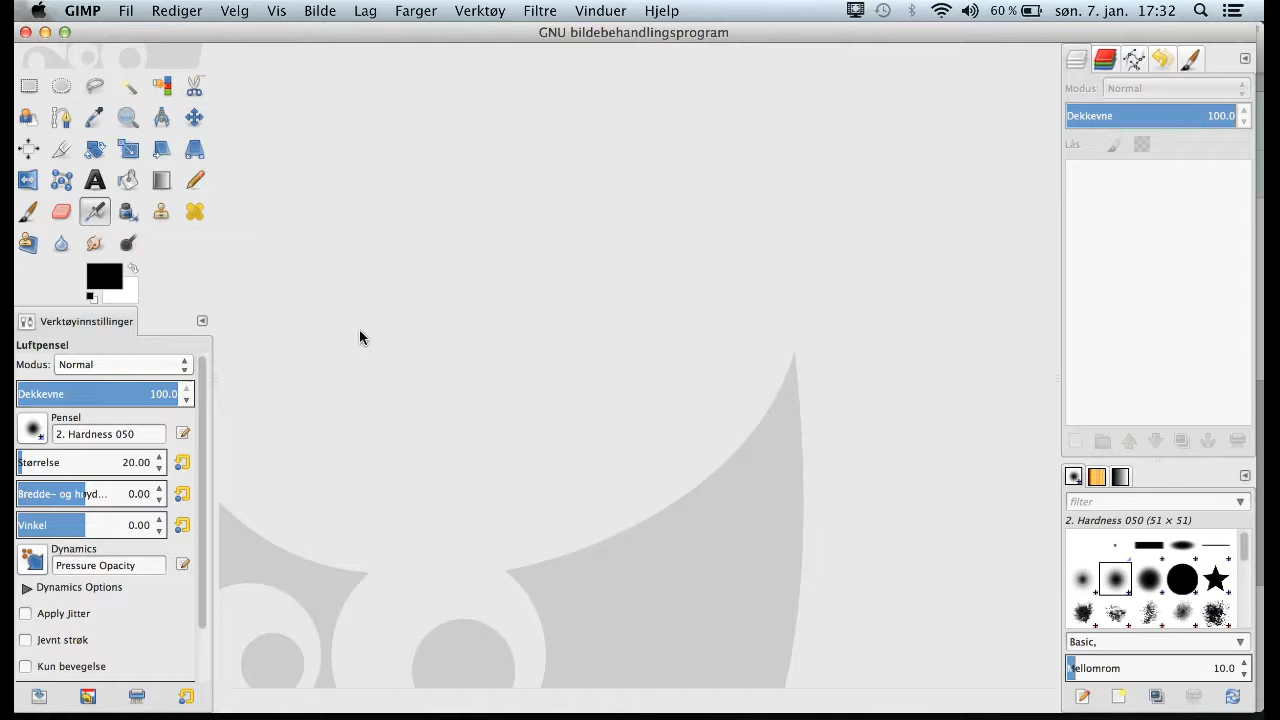 GIMP Fil Rediger Velg Vis Bilde Lag Farger Verktøy Filtre Vinduer Hjelp 60 % søn. 7. jan. 17:32
GNU bildebehandlingsprogram
Modus: Normal
Dekkevne 100.0
Lås:
Verktøyinnstillinger
Luftpensel
Modus: Normal
Dekkevne 100.0
Pensel
2. Hardness 050
Størrelse 20.00
Bredde- og høyd... 0.00
Vinkel 0.00
Dynamics
Pressure Opacity
Dynamics Options
Apply Jitter
Jevnt strøk
Kun bevegelse
filter
2. Hardness 050 (51 × 51)
Basic,
Mellomrom 10.0